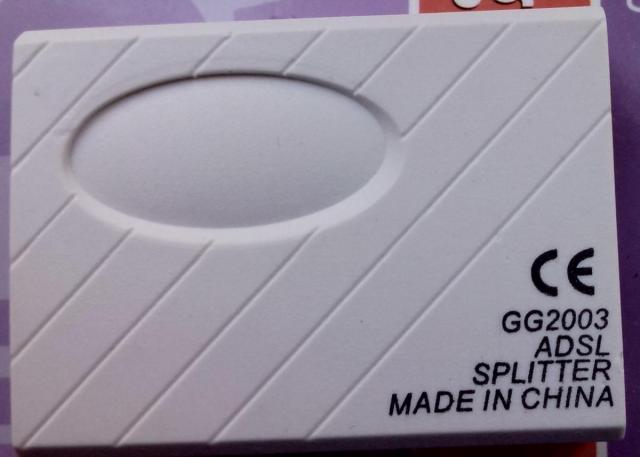 CE
GG2003
ADSL
SPLITTER
MADE IN CHINA